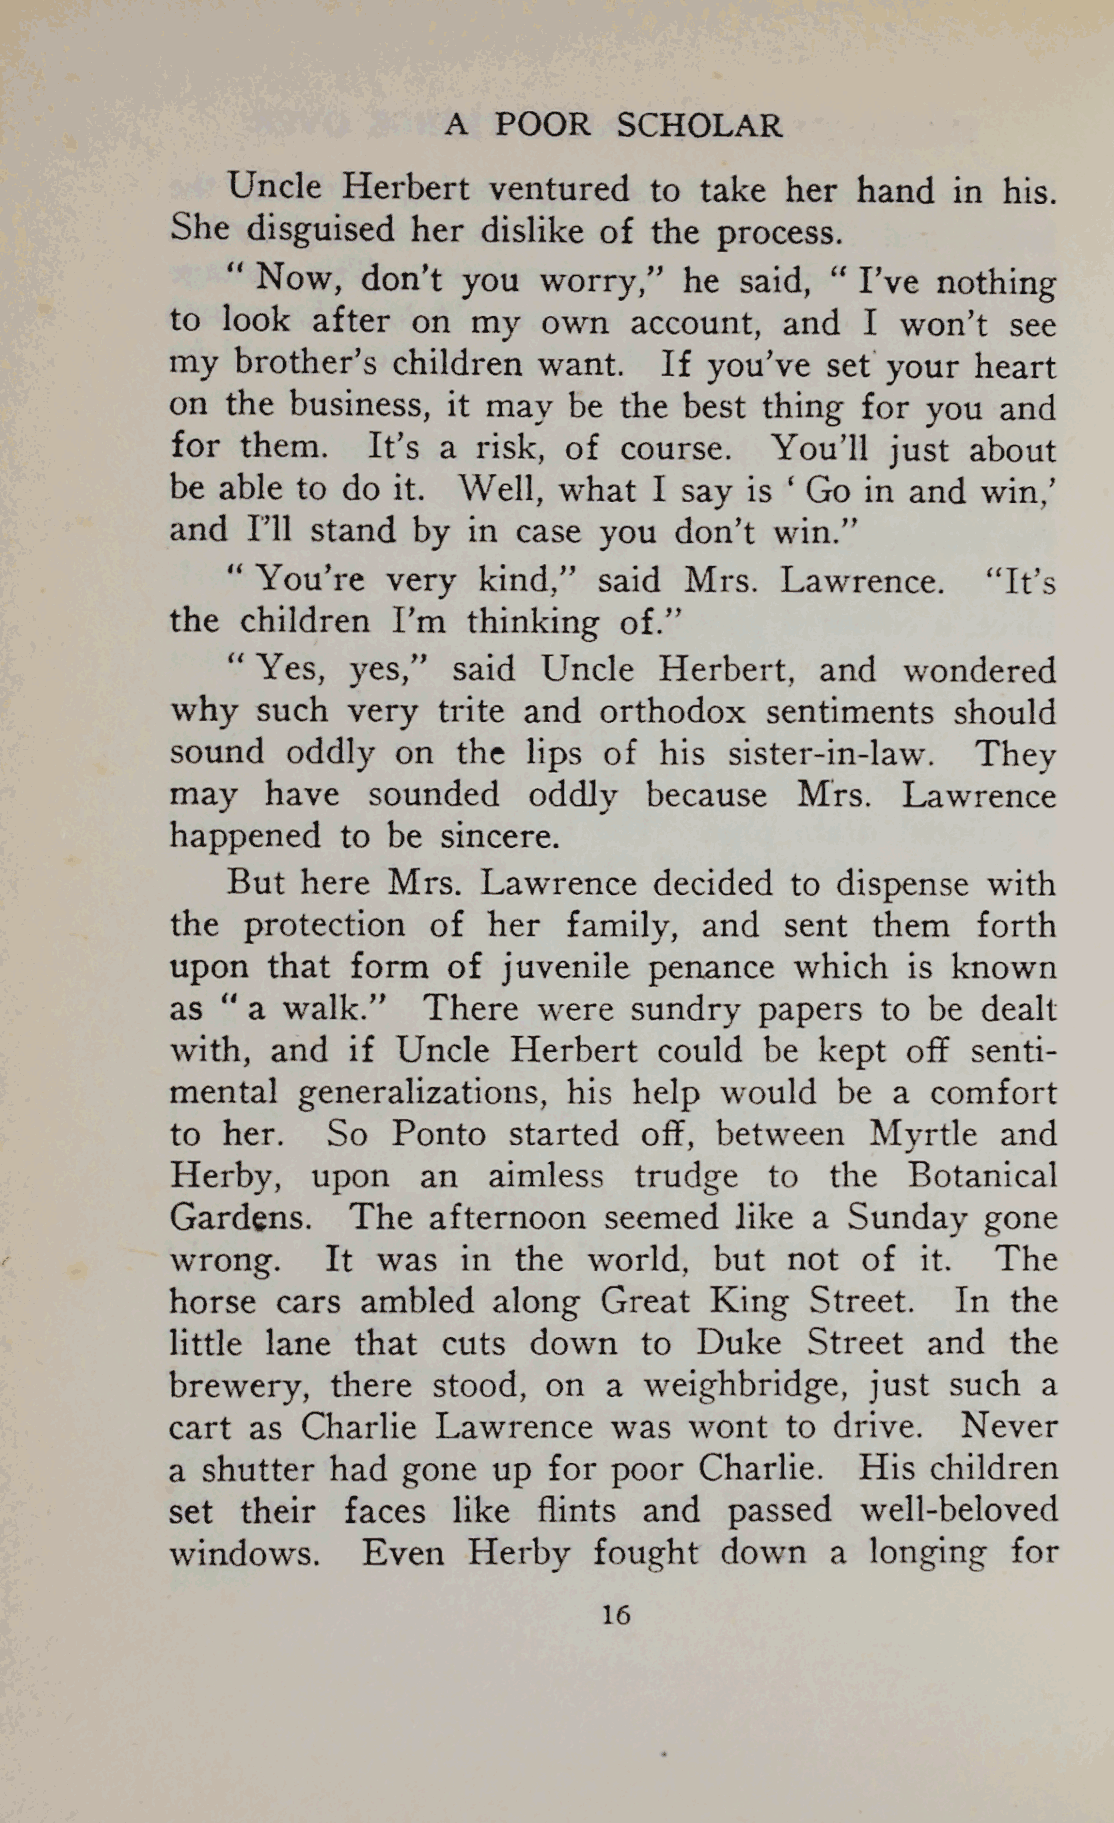 A POOR SCHOLAR
Uncle Herbert ventured to take her hand in his.
She disguised her dislike of the process.
" Now, don't you worry," he said, " I've nothing
to look after on my own account, and I won't see
my brother's children want. If you've set your heart
on the business, it may be the best thing for you and
for them. It's a risk, of course. You'll just about
be able to do it. Well, what I say is ' Go in and win,'
and I'll stand by in case you don't win."
" You're very kind," said Mrs. Lawrence. "It's
the children I'm thinking of."
" Yes, yes," said Uncle Herbert, and wondered
why such very trite and orthodox sentiments should
sound oddly on the lips of his sister-in-law. They
may have sounded oddly because Mrs. Lawrence
happened to be sincere.
But here Mrs. Lawrence decided to dispense with
the protection of her family, and sent them forth
upon that form of juvenile penance which is known
as " a walk." There were sundry papers to be dealt
with, and if Uncle Herbert could be kept off senti-
mental generalizations, his help would be a comfort
to her. So Ponto started off, between Myrtle and
Herby, upon an aimless trudge to the Botanical
Gardens. The afternoon seemed like a Sunday gone
wrong. It was in the world, but not of it. The
horse cars ambled along Great King Street. In the
little lane that cuts down to Duke Street and the
brewery, there stood, on a weighbridge, just such a
cart as Charlie Lawrence was wont to drive. Never
a shutter had gone up for poor Charlie. His children
set their faces like flints and passed well-beloved
windows. Even Herby fought down a longing for
16